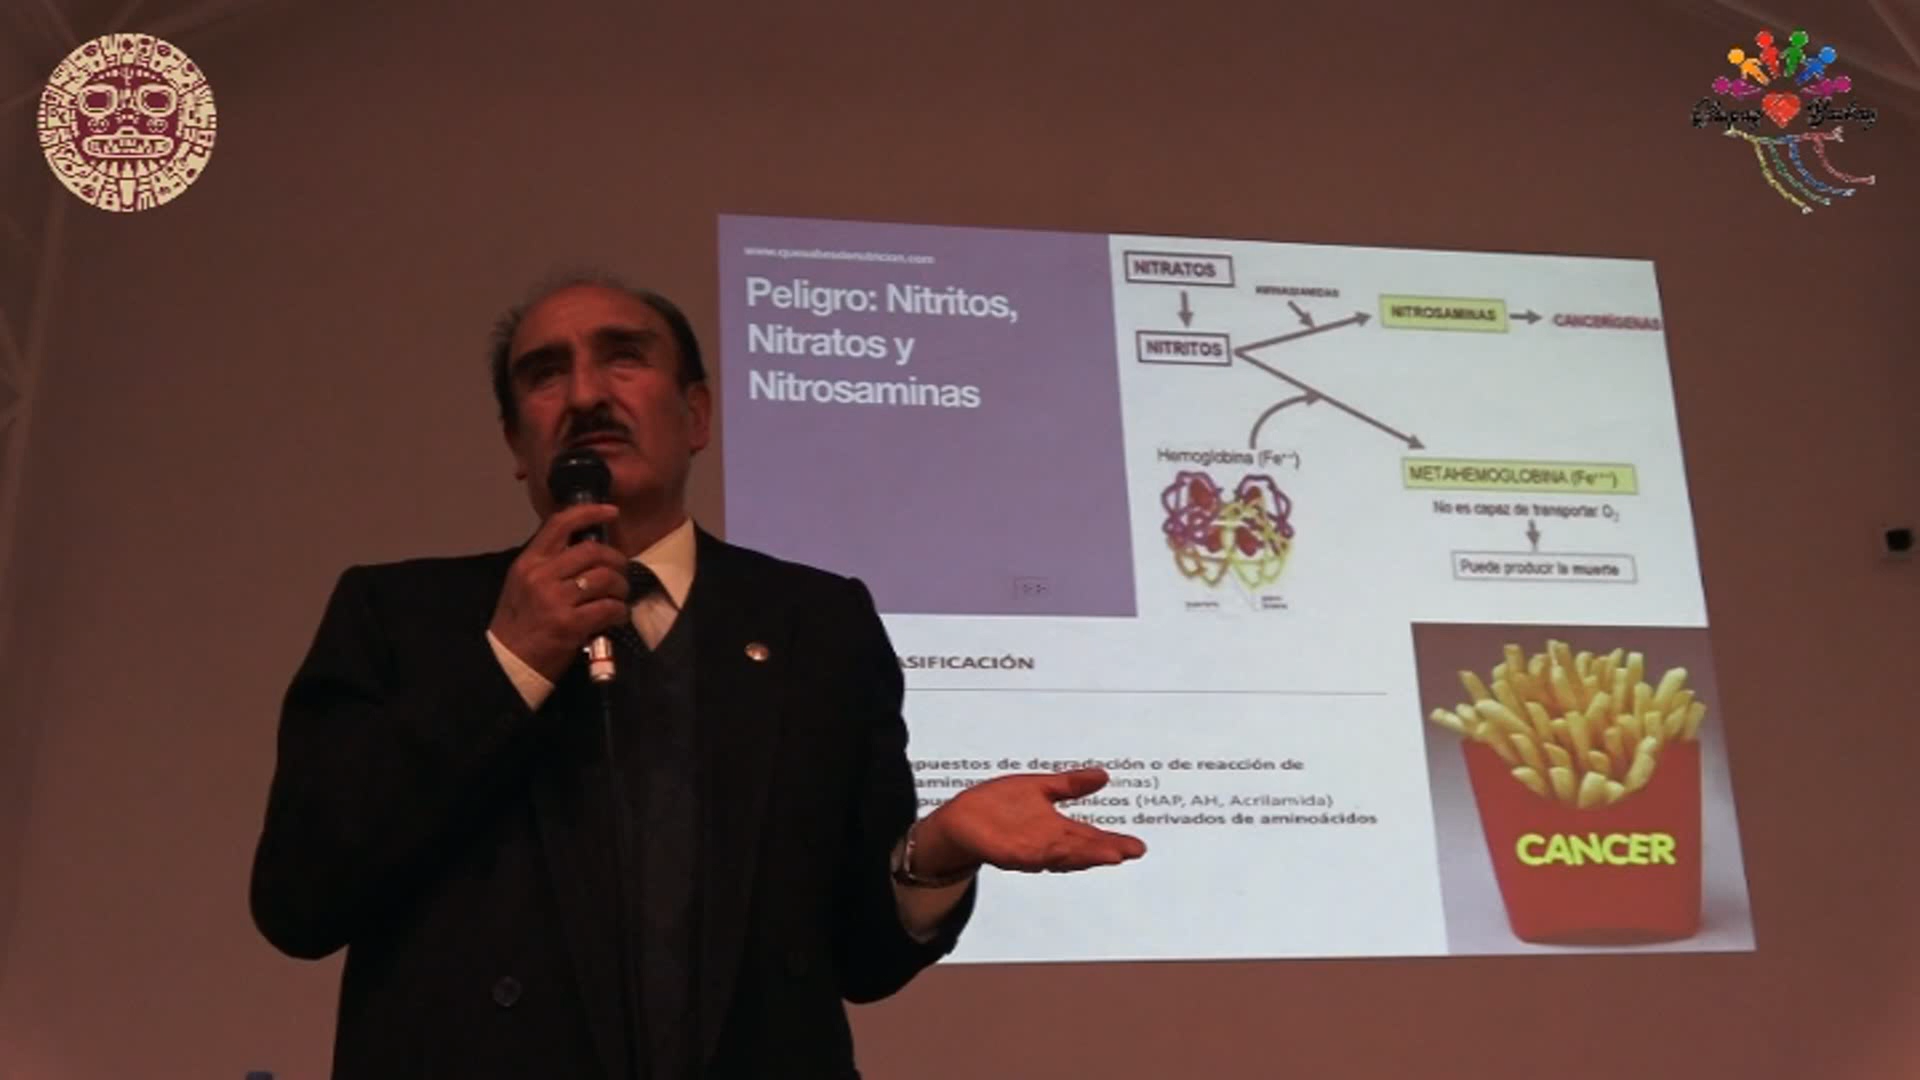 www.quesabesdenutricion.com
Peligro: Nitritos,
Nitratos y
Nitrosaminas
NITRATOS
NITROSAMINAS
CANCERÍGENAS
NITRITOS
Hemoglobina (Fe⁺⁺)
METAHEMOGLOBINA (Fe⁺⁺⁺)
No es capaz de transportar O₂
Puede producir la muerte
ASIFICACIÓN
puestos de degradación o de reacción de
(HAP, AH, Acrilamida)
líticos derivados de aminoácidos
CANCER